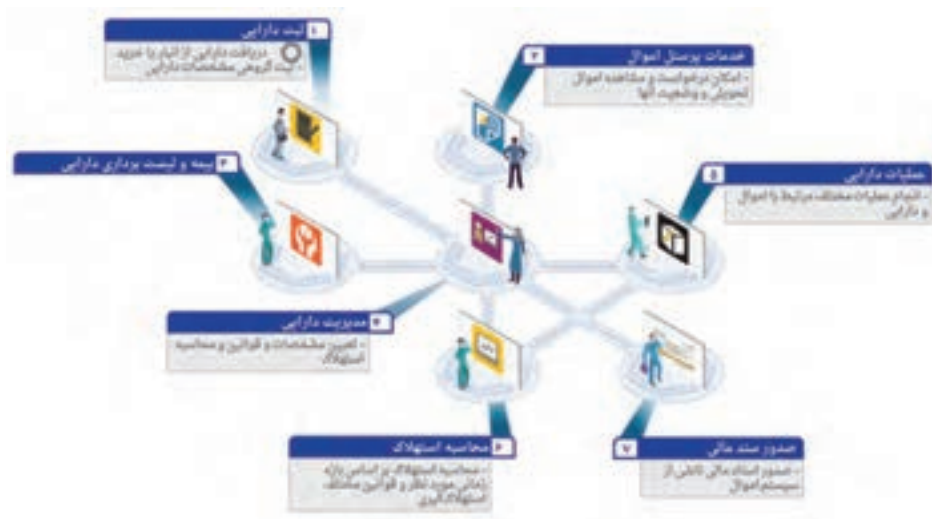 ۱ ثبت دارایی
- دریافت دارایی از انبار یا خرید
- ثبت گروهی مشخصات دارایی
۲ خدمات پرسنل اموال
- امکان درخواست و مشاهده اموال
تحویلی و وضعیت آنها
بیمه و لیست برداری دارایی
۵ عملیات دارایی
- انجام عملیات مختلف مرتبط با اموال
و دارایی
مدیریت دارایی
- تعیین مشخصات و قوانین و محاسبه
استهلاک
۶ محاسبه استهلاک
- محاسبه استهلاک بر اساس بازه
زمانی مورد نظر و قوانین مختلف
استهلاک گیری
۷ صدور سند مالی
- صدور اسناد مالی ناشی از
سیستم اموال